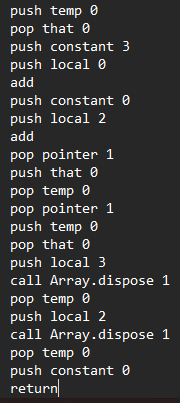 push temp 0
pop that 0
push constant 3
push local 0
add
push constant 0
push local 2
add
pop pointer 1
push that 0
pop temp 0
pop pointer 1
push temp 0
pop that 0
push local 3
call Array.dispose 1
pop temp 0
push local 2
call Array.dispose 1
pop temp 0
push constant 0
return